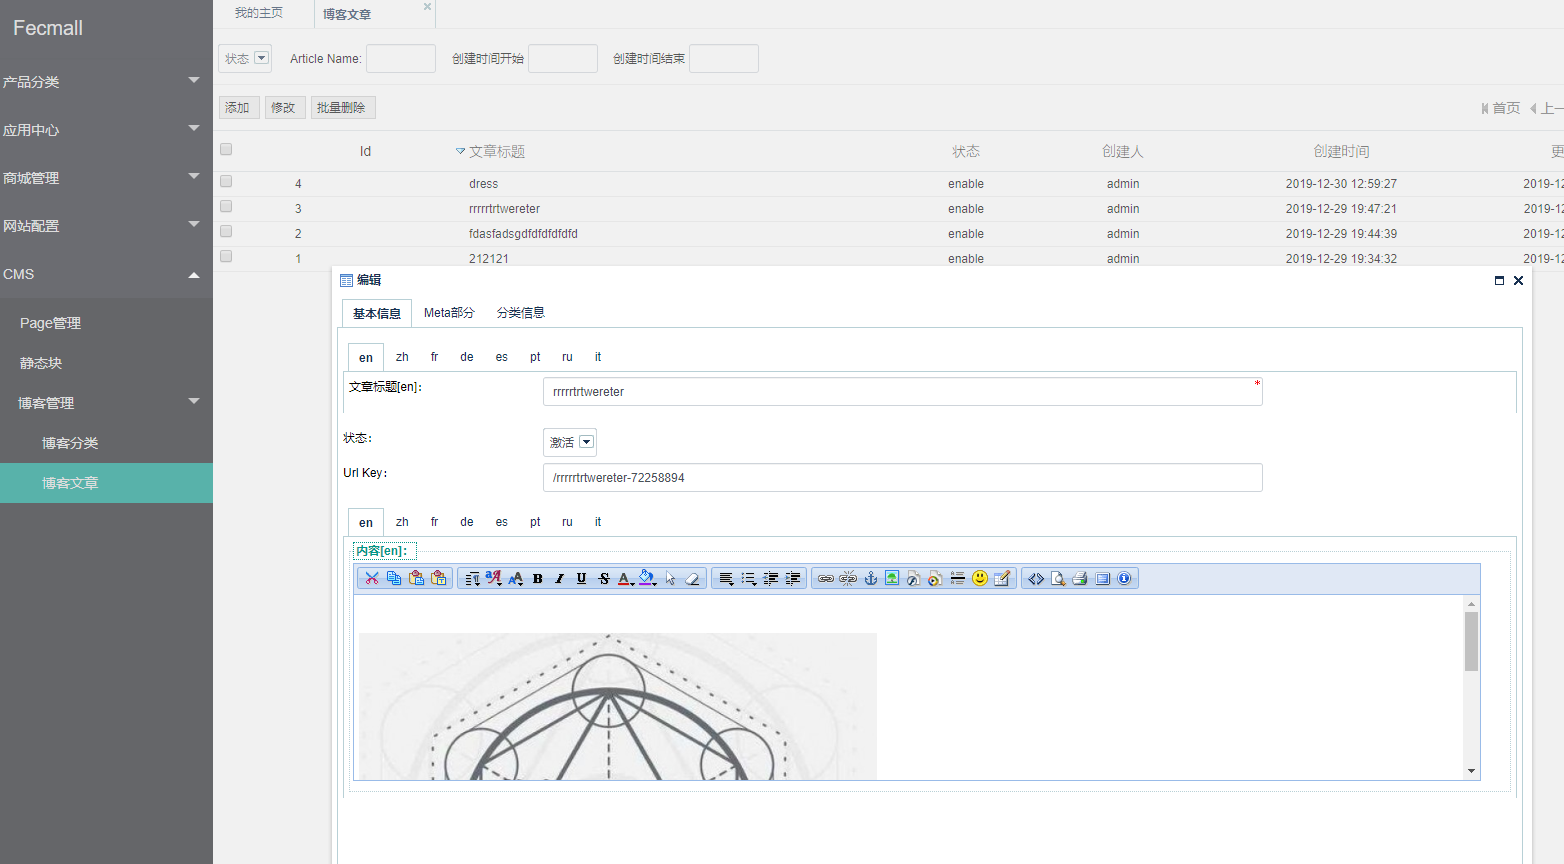 Fecmall
产品分类
应用中心
商城管理
网站配置
CMS
Page管理
静态块
博客管理
博客分类
博客文章
我的主页 博客文章
状态 Article Name: 创建时间开始 创建时间结束
添加 修改 批量删除 首页 上一
Id 文章标题 状态 创建人 创建时间 更
4 dress enable admin 2019-12-30 12:59:27 2019-12
3 rrrrrtrtwereter enable admin 2019-12-29 19:47:21 2019-12
2 fdasfadsgdfdfdfdfdfd enable admin 2019-12-29 19:44:39 2019-12
1 212121 enable admin 2019-12-29 19:34:32 2019-12
编辑
基本信息 Meta部分 分类信息
en zh fr de es pt ru it
文章标题[en]： rrrrrtrtwereter *
状态： 激活
Url Key： /rrrrrtrtwereter-72258894
en zh fr de es pt ru it
内容[en]：